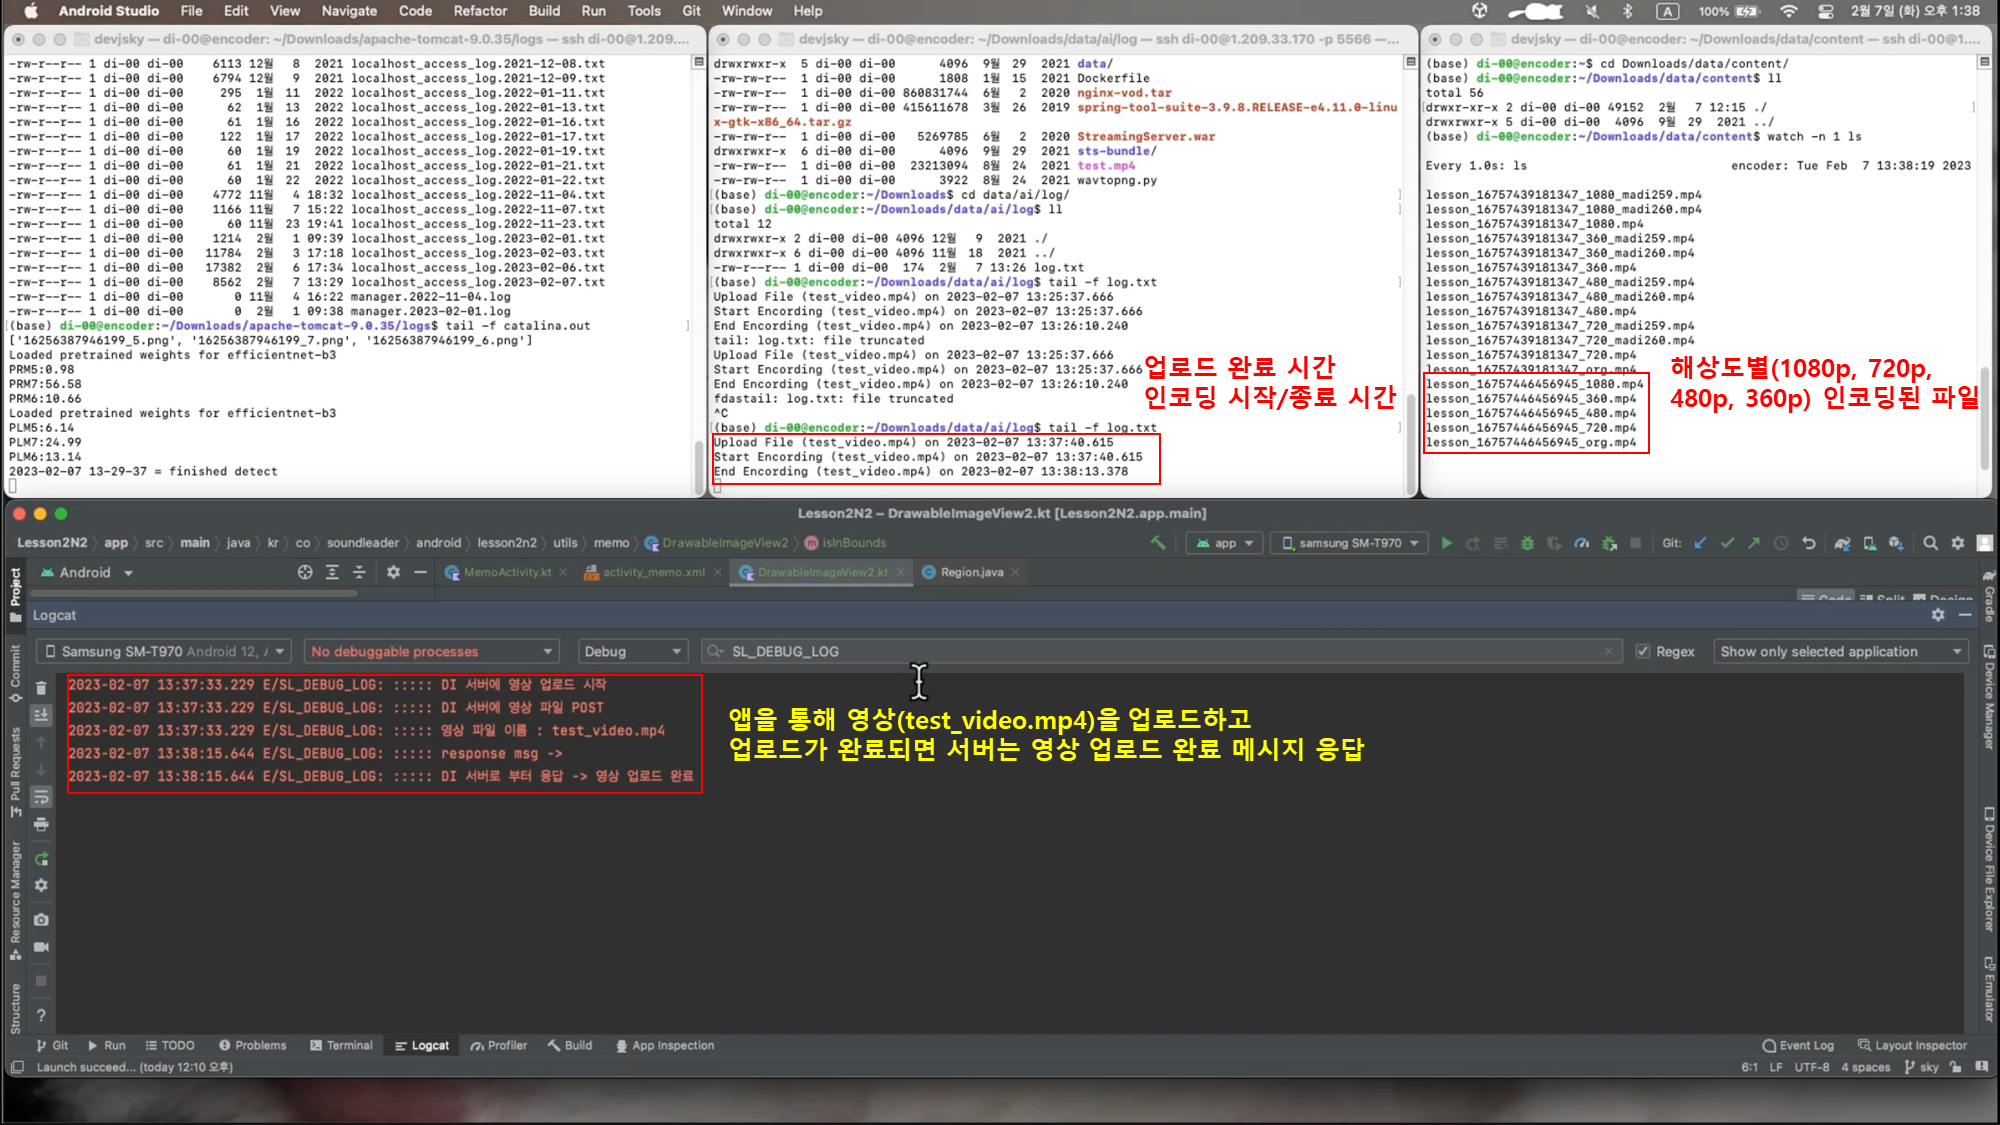 Android Studio File Edit View Navigate Code Refactor Build Run Tools Git Window Help
A 100% 2월 7일 (화) 오후 1:38
devjsky — di-00@encoder: ~/Downloads/apache-tomcat-9.0.35/logs — ssh di-00@1.209....
-rw-r--r-- 1 di-00 di-00 6113 12월 8 2021 localhost_access_log.2021-12-08.txt
-rw-r--r-- 1 di-00 di-00 6794 12월 9 2021 localhost_access_log.2021-12-09.txt
-rw-r--r-- 1 di-00 di-00 295 1월 11 2022 localhost_access_log.2022-01-11.txt
-rw-r--r-- 1 di-00 di-00 62 1월 13 2022 localhost_access_log.2022-01-13.txt
-rw-r--r-- 1 di-00 di-00 61 1월 16 2022 localhost_access_log.2022-01-16.txt
-rw-r--r-- 1 di-00 di-00 122 1월 17 2022 localhost_access_log.2022-01-17.txt
-rw-r--r-- 1 di-00 di-00 60 1월 19 2022 localhost_access_log.2022-01-19.txt
-rw-r--r-- 1 di-00 di-00 61 1월 21 2022 localhost_access_log.2022-01-21.txt
-rw-r--r-- 1 di-00 di-00 60 1월 22 2022 localhost_access_log.2022-01-22.txt
-rw-r--r-- 1 di-00 di-00 4772 11월 4 18:32 localhost_access_log.2022-11-04.txt
-rw-r--r-- 1 di-00 di-00 1166 11월 7 15:22 localhost_access_log.2022-11-07.txt
-rw-r--r-- 1 di-00 di-00 60 11월 23 19:41 localhost_access_log.2022-11-23.txt
-rw-r--r-- 1 di-00 di-00 1214 2월 1 09:39 localhost_access_log.2023-02-01.txt
-rw-r--r-- 1 di-00 di-00 11784 2월 3 17:18 localhost_access_log.2023-02-03.txt
-rw-r--r-- 1 di-00 di-00 17382 2월 6 17:34 localhost_access_log.2023-02-06.txt
-rw-r--r-- 1 di-00 di-00 8562 2월 7 13:29 localhost_access_log.2023-02-07.txt
-rw-r--r-- 1 di-00 di-00 0 11월 4 16:22 manager.2022-11-04.log
-rw-r--r-- 1 di-00 di-00 0 2월 1 09:38 manager.2023-02-01.log
(base) di-00@encoder:~/Downloads/apache-tomcat-9.0.35/logs$ tail -f catalina.out
['16256387946199_5.png', '16256387946199_7.png', '16256387946199_6.png']
Loaded pretrained weights for efficientnet-b3
PRM5:0.98
PRM7:56.58
PRM6:10.66
Loaded pretrained weights for efficientnet-b3
PLM5:6.14
PLM7:24.99
PLM6:13.14
2023-02-07 13-29-37 = finished detect
devjsky — di-00@encoder: ~/Downloads/data/ai/log — ssh di-00@1.209.33.170 -p 5566 —...
drwxrwxr-x 5 di-00 di-00 4096 9월 29 2021 data/
-rw-rw-r-- 1 di-00 di-00 1808 1월 15 2021 Dockerfile
-rw-rw-r-- 1 di-00 di-00 860831744 6월 2 2020 nginx-vod.tar
-rw-rw-r-- 1 di-00 di-00 415611678 3월 26 2019 spring-tool-suite-3.9.8.RELEASE-e4.11.0-linu
x-gtk-x86_64.tar.gz
-rw-rw-r-- 1 di-00 di-00 5269785 6월 2 2020 StreamingServer.war
drwxrwxr-x 6 di-00 di-00 4096 9월 29 2021 sts-bundle/
-rw-rw-r-- 1 di-00 di-00 23213094 8월 24 2021 test.mp4
-rw-rw-r-- 1 di-00 di-00 3922 8월 24 2021 wavtopng.py
(base) di-00@encoder:~/Downloads$ cd data/ai/log/
(base) di-00@encoder:~/Downloads/data/ai/log$ ll
total 12
drwxrwxr-x 2 di-00 di-00 4096 12월 9 2021 ./
drwxrwxr-x 6 di-00 di-00 4096 11월 18 2021 ../
-rw-r--r-- 1 di-00 di-00 174 2월 7 13:26 log.txt
(base) di-00@encoder:~/Downloads/data/ai/log$ tail -f log.txt
Upload File (test_video.mp4) on 2023-02-07 13:25:37.666
Start Encording (test_video.mp4) on 2023-02-07 13:25:37.666
End Encording (test_video.mp4) on 2023-02-07 13:26:10.240
tail: log.txt: file truncated
Upload File (test_video.mp4) on 2023-02-07 13:25:37.666
Start Encording (test_video.mp4) on 2023-02-07 13:25:37.666
End Encording (test_video.mp4) on 2023-02-07 13:26:10.240
fdastail: log.txt: file truncated
^C
(base) di-00@encoder:~/Downloads/data/ai/log$ tail -f log.txt
Upload File (test_video.mp4) on 2023-02-07 13:37:40.615
Start Encording (test_video.mp4) on 2023-02-07 13:37:40.615
End Encording (test_video.mp4) on 2023-02-07 13:38:13.378
업로드 완료 시간
인코딩 시작/종료 시간
devjsky — di-00@encoder: ~/Downloads/data/content — ssh di-00@1....
(base) di-00@encoder:~$ cd Downloads/data/content/
(base) di-00@encoder:~/Downloads/data/content$ ll
total 56
drwxr-xr-x 2 di-00 di-00 49152 2월 7 12:15 ./
drwxrwxr-x 5 di-00 di-00 4096 9월 29 2021 ../
(base) di-00@encoder:~/Downloads/data/content$ watch -n 1 ls
Every 1.0s: ls encoder: Tue Feb 7 13:38:19 2023
lesson_16757439181347_1080_madi259.mp4
lesson_16757439181347_1080_madi260.mp4
lesson_16757439181347_1080.mp4
lesson_16757439181347_360_madi259.mp4
lesson_16757439181347_360_madi260.mp4
lesson_16757439181347_360.mp4
lesson_16757439181347_480_madi259.mp4
lesson_16757439181347_480_madi260.mp4
lesson_16757439181347_480.mp4
lesson_16757439181347_720_madi259.mp4
lesson_16757439181347_720_madi260.mp4
lesson_16757439181347_720.mp4
lesson_16757439181347_org.mp4
lesson_16757446456945_1080.mp4
lesson_16757446456945_360.mp4
lesson_16757446456945_480.mp4
lesson_16757446456945_720.mp4
lesson_16757446456945_org.mp4
해상도별(1080p, 720p,
480p, 360p) 인코딩된 파일
Lesson2N2 – DrawableImageView2.kt [Lesson2N2.app.main]
Lesson2N2 app src main java kr co soundleader android lesson2n2 utils memo DrawableImageView2 isInBounds
app samsung SM-T970 Git:
Project Android MemoActivity.kt activity_memo.xml DrawableImageView2.kt Region.java
Code Split Design
Logcat
Samsung SM-T970 Android 12, No debuggable processes Debug SL_DEBUG_LOG Regex Show only selected application
2023-02-07 13:37:33.229 E/SL_DEBUG_LOG: ::::: DI 서버에 영상 업로드 시작
2023-02-07 13:37:33.229 E/SL_DEBUG_LOG: ::::: DI 서버에 영상 파일 POST
2023-02-07 13:37:33.229 E/SL_DEBUG_LOG: ::::: 영상 파일 이름 : test_video.mp4
2023-02-07 13:38:15.644 E/SL_DEBUG_LOG: ::::: response msg ->
2023-02-07 13:38:15.644 E/SL_DEBUG_LOG: ::::: DI 서버로 부터 응답 -> 영상 업로드 완료
앱을 통해 영상(test_video.mp4)을 업로드하고
업로드가 완료되면 서버는 영상 업로드 완료 메시지 응답
Commit
Pull Requests
Resource Manager
Structure
Gradle
Device Manager
Device File Explorer
Emulator
Git Run TODO Problems Terminal Logcat Profiler Build App Inspection Event Log Layout Inspector
Launch succeed... (today 12:10 오후) 6:1 LF UTF-8 4 spaces sky